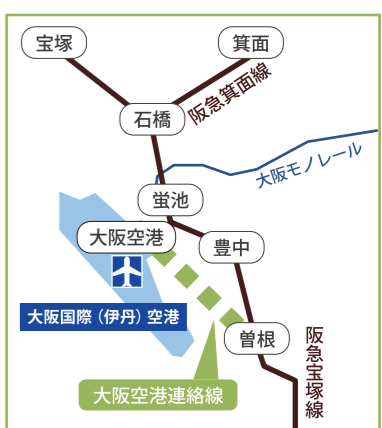 宝塚
箕面
石橋
阪急箕面線
大阪モノレール
蛍池
大阪空港
豊中
大阪国際（伊丹）空港
曽根
阪急宝塚線
大阪空港連絡線